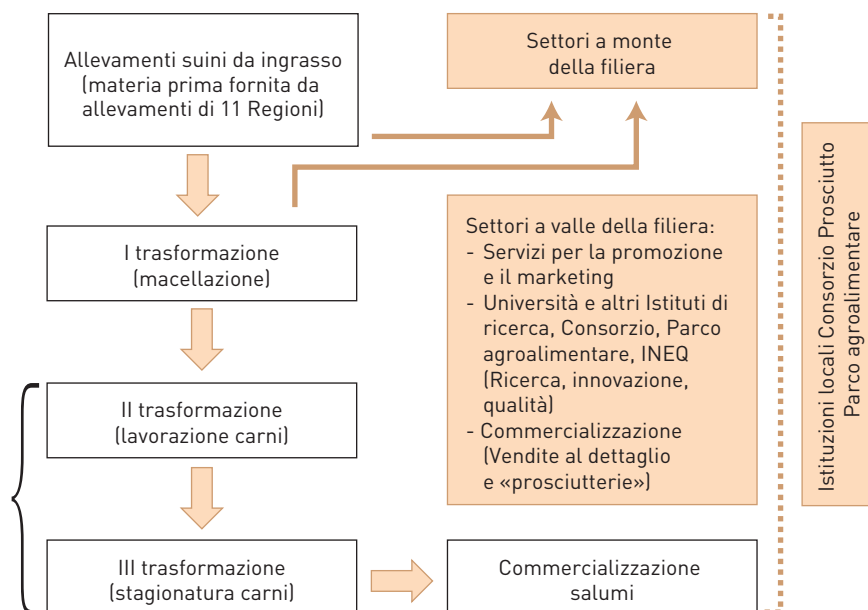 Allevamenti suini da ingrasso
(materia prima fornita da
allevamenti di 11 Regioni)
Settori a monte
della filiera
I trasformazione
(macellazione)
Settori a valle della filiera:
- Servizi per la promozione
e il marketing
- Università e altri Istituti di
ricerca, Consorzio, Parco
agroalimentare, INEQ
(Ricerca, innovazione,
qualità)
- Commercializzazione
(Vendite al dettaglio
e «prosciutterie»)
II trasformazione
(lavorazione carni)
III trasformazione
(stagionatura carni)
Commercializzazione
salumi
Istituzioni locali Consorzio Prosciutto
Parco agroalimentare